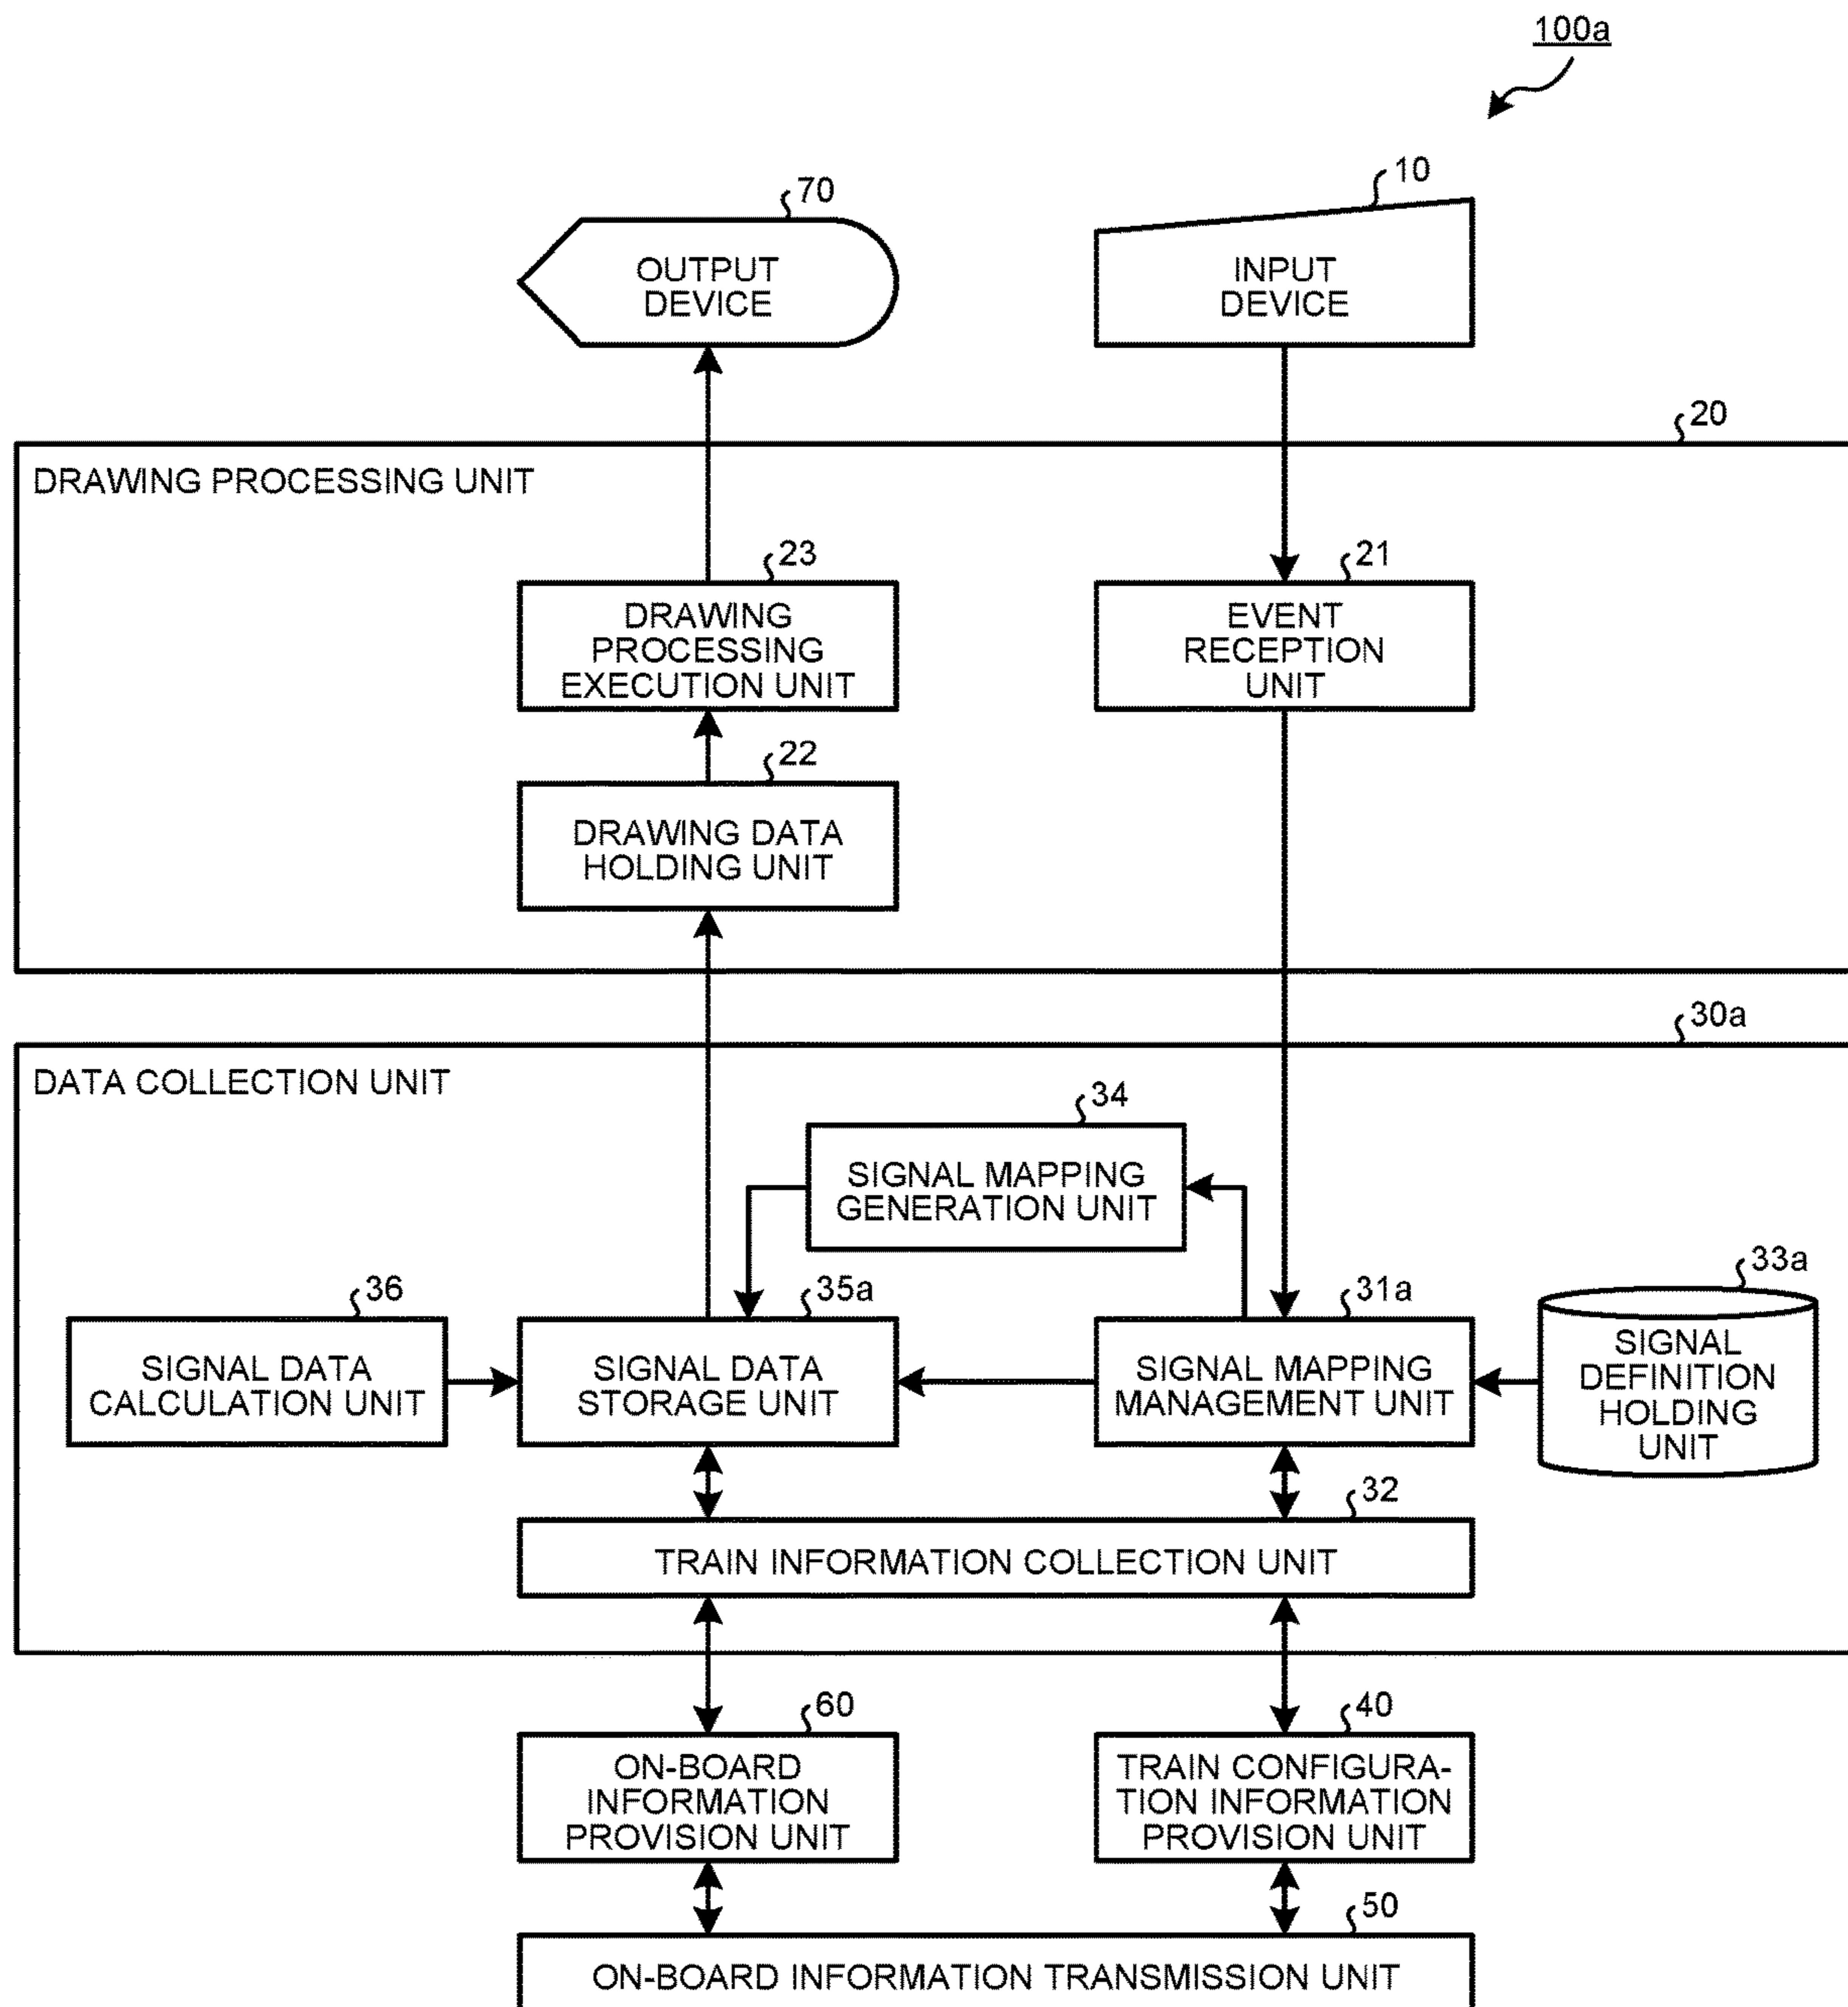 100a
70
10
OUTPUT
DEVICE
INPUT
DEVICE
20
DRAWING PROCESSING UNIT
23
21
DRAWING
PROCESSING
EXECUTION UNIT
EVENT
RECEPTION
UNIT
22
DRAWING DATA
HOLDING UNIT
30a
DATA COLLECTION UNIT
34
SIGNAL MAPPING
GENERATION UNIT
36
35a
31a
33a
SIGNAL DATA
CALCULATION UNIT
SIGNAL DATA
STORAGE UNIT
SIGNAL MAPPING
MANAGEMENT UNIT
SIGNAL
DEFINITION
HOLDING
UNIT
32
TRAIN INFORMATION COLLECTION UNIT
60
40
ON-BOARD
INFORMATION
PROVISION UNIT
TRAIN CONFIGURA-
TION INFORMATION
PROVISION UNIT
50
ON-BOARD INFORMATION TRANSMISSION UNIT